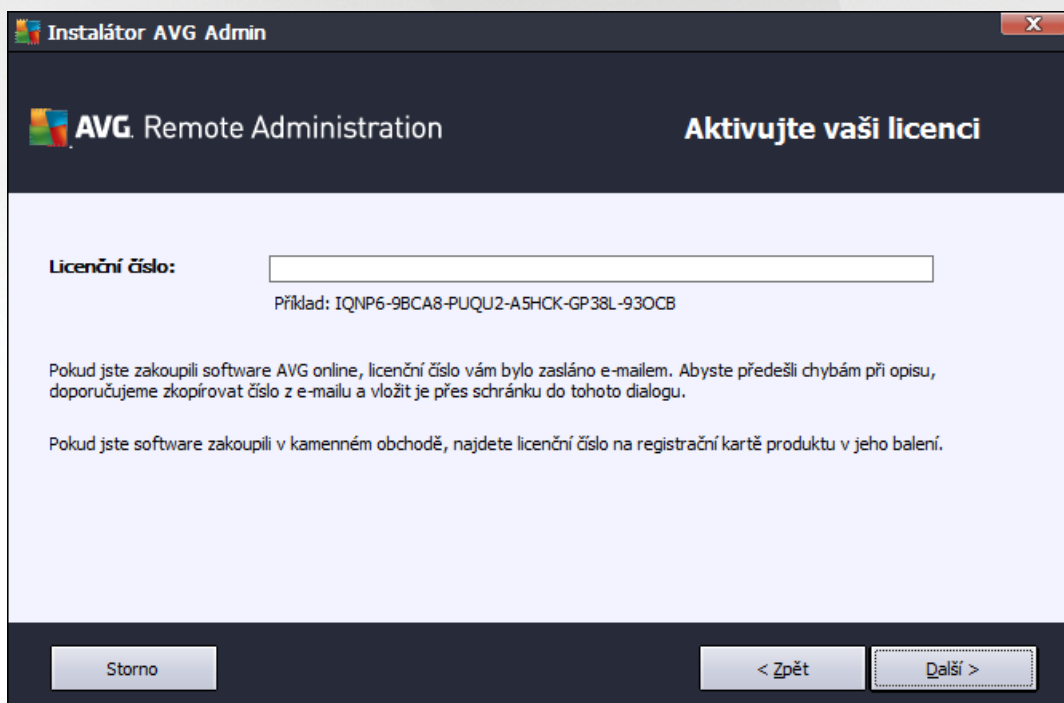 Instalátor AVG Admin
X
AVG. Remote Administration
Aktivujte vaši licenci
Licenční číslo:
Příklad: IQNP6-9BCA8-PUQU2-A5HCK-GP38L-93OCB
Pokud jste zakoupili software AVG online, licenční číslo vám bylo zasláno e-mailem. Abyste předešli chybám při opisu,
doporučujeme zkopírovat číslo z e-mailu a vložit je přes schránku do tohoto dialogu.
Pokud jste software zakoupili v kamenném obchodě, najdete licenční číslo na registrační kartě produktu v jeho balení.
Storno
< Zpět
Další >